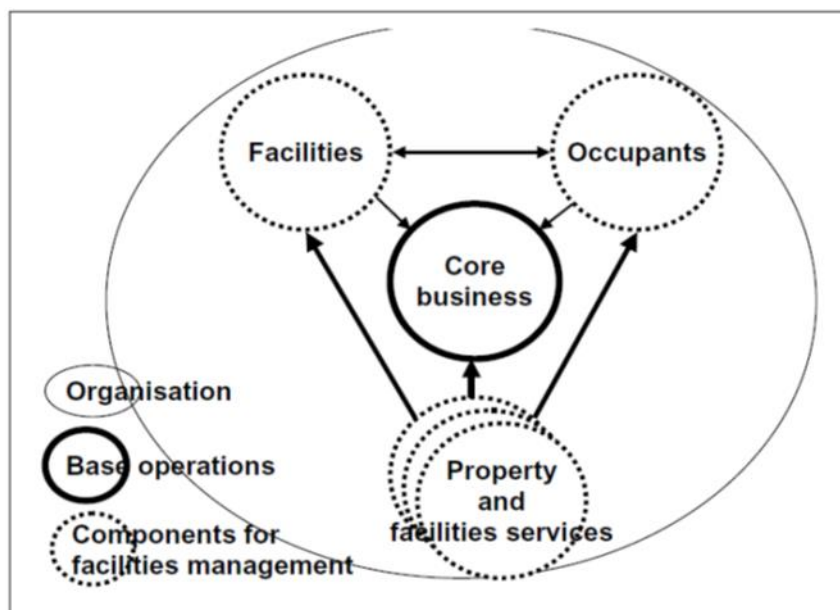 Facilities
Occupants
Core
business
Organisation
Base operations
Property
and
facilities services
Components for
facilities management